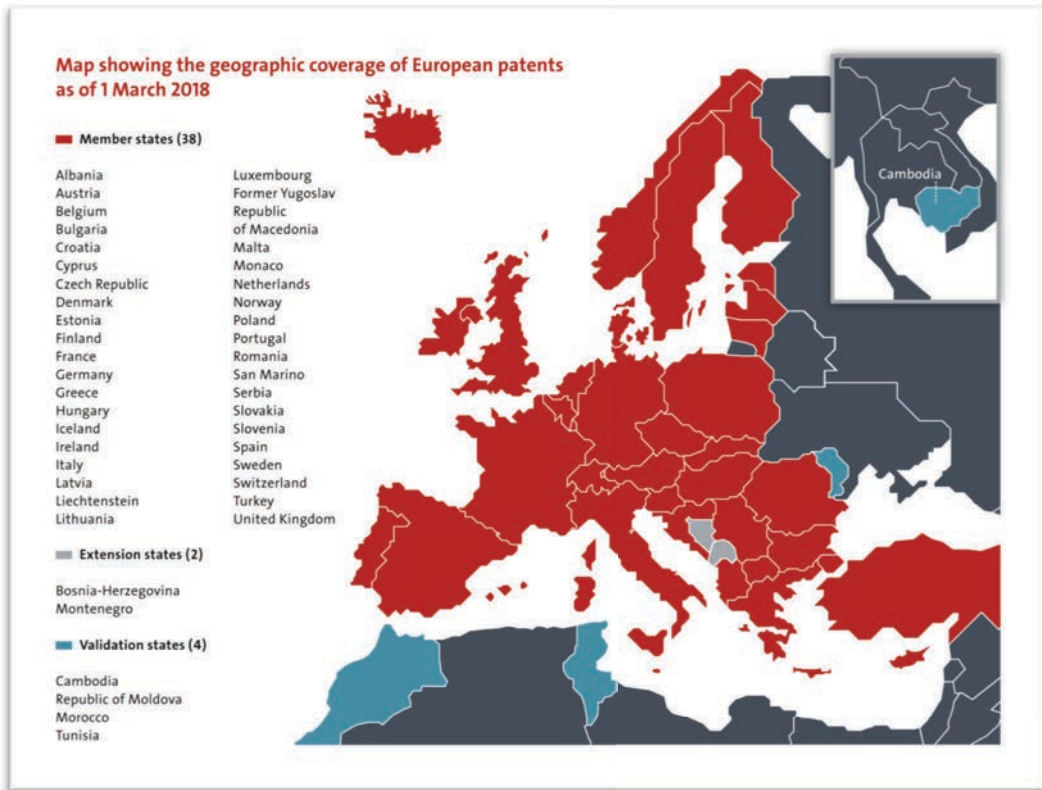 Map showing the geographic coverage of European patents
as of 1 March 2018
Member states (38)
Albania
Austria
Belgium
Bulgaria
Croatia
Cyprus
Czech Republic
Denmark
Estonia
Finland
France
Germany
Greece
Hungary
Iceland
Ireland
Italy
Latvia
Liechtenstein
Lithuania
Luxembourg
Former Yugoslav
Republic
of Macedonia
Malta
Monaco
Netherlands
Norway
Poland
Portugal
Romania
San Marino
Serbia
Slovakia
Slovenia
Spain
Sweden
Switzerland
Turkey
United Kingdom
Extension states (2)
Bosnia-Herzegovina
Montenegro
Validation states (4)
Cambodia
Republic of Moldova
Morocco
Tunisia
Cambodia